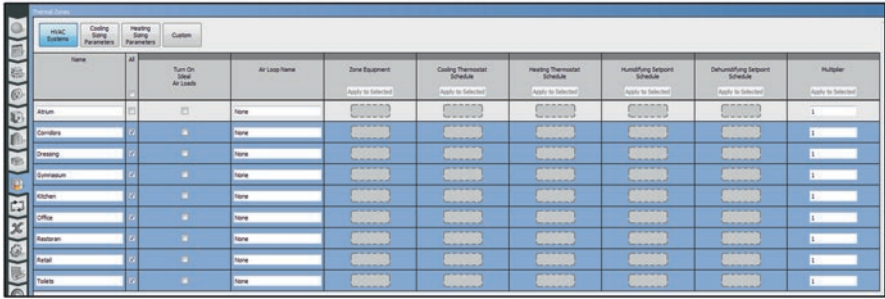 Thermal Zones
HVAC Systems
Cooling Sizing Parameters
Heating Sizing Parameters
Custom
Name All Turn On Ideal Air Loads Air Loop Name Zone Equipment Cooling Thermostat Schedule Heating Thermostat Schedule Humidifying Setpoint Schedule Dehumidifying Setpoint Schedule Multiplier
Apply to Selected Apply to Selected Apply to Selected Apply to Selected Apply to Selected Apply to Selected
Atrium None 1
Corridors None 1
Dressing None 1
Gymnasium None 1
Kitchen None 1
Office None 1
Restoran None 1
Retail None 1
Toilets None 1